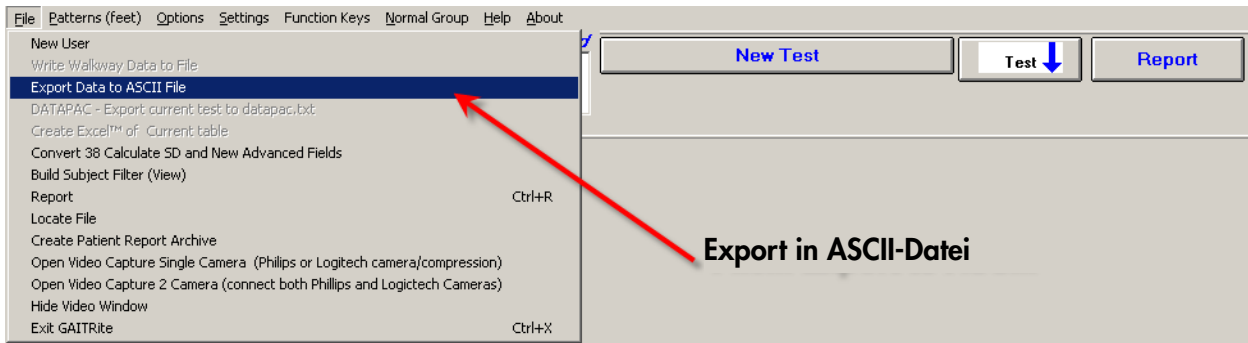 File Patterns (feet) Options Settings Function Keys Normal Group Help About
New User
Write Walkway Data to File
Export Data to ASCII File
DATAPAC - Export current test to datapac.txt
Create Excel™ of Current table
Convert 38 Calculate SD and New Advanced Fields
Build Subject Filter (View)
Report Ctrl+R
Locate File
Create Patient Report Archive
Open Video Capture Single Camera (Philips or Logitech camera/compression)
Open Video Capture 2 Camera (connect both Phillips and Logictech Cameras)
Hide Video Window
Exit GAITRite Ctrl+X
New Test
Test
Report
Export in ASCII-Datei